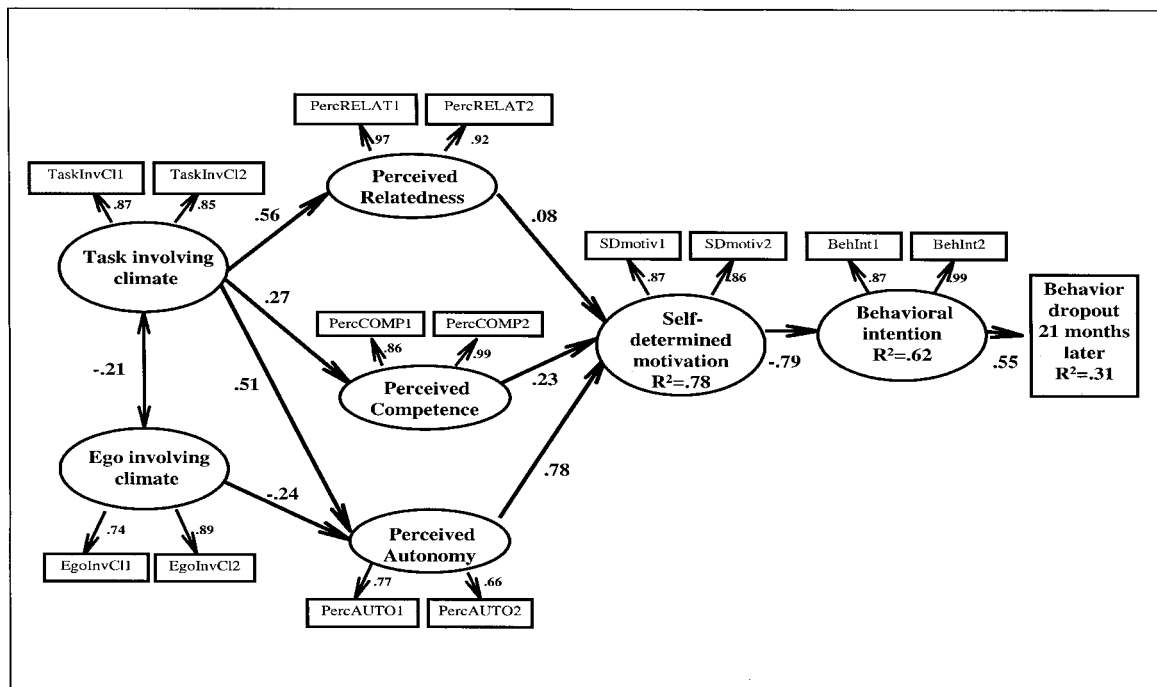 PercRELAT1
PercRELAT2
.97
.92
TaskInvCl1
TaskInvCl2
.87
.85
Perceived
Relatedness
.56
.08
Task involving
climate
SDmotiv1
SDmotiv2
.87
.86
BehInt1
BehInt2
.87
.99
.27
PercCOMP1
PercCOMP2
.86
.99
Self-
determined
motivation
R²=.78
Behavioral
intention
R²=.62
Behavior
dropout
21 months
later
R²=.31
-.79
.55
-.21
.51
Perceived
Competence
.23
Ego involving
climate
-.24
.78
.74
.89
EgoInvCl1
EgoInvCl2
Perceived
Autonomy
.77
.66
PercAUTO1
PercAUTO2